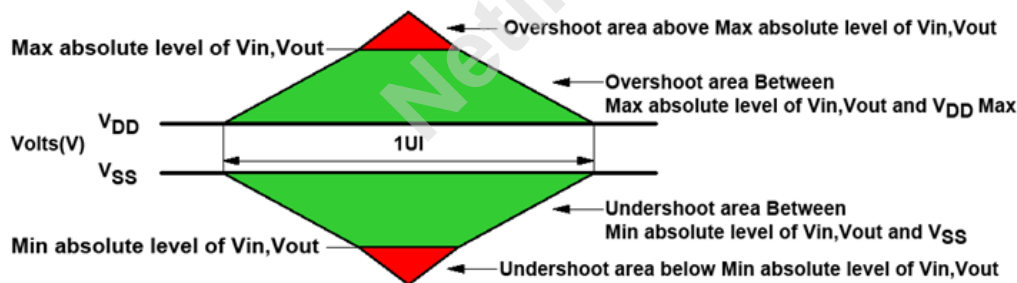 Overshoot area above Max absolute level of Vin,Vout
Max absolute level of Vin,Vout
Overshoot area Between
Max absolute level of Vin,Vout and VDD Max
VDD
Volts(V)
1UI
VSS
Undershoot area Between
Min absolute level of Vin,Vout and VSS
Min absolute level of Vin,Vout
Undershoot area below Min absolute level of Vin,Vout